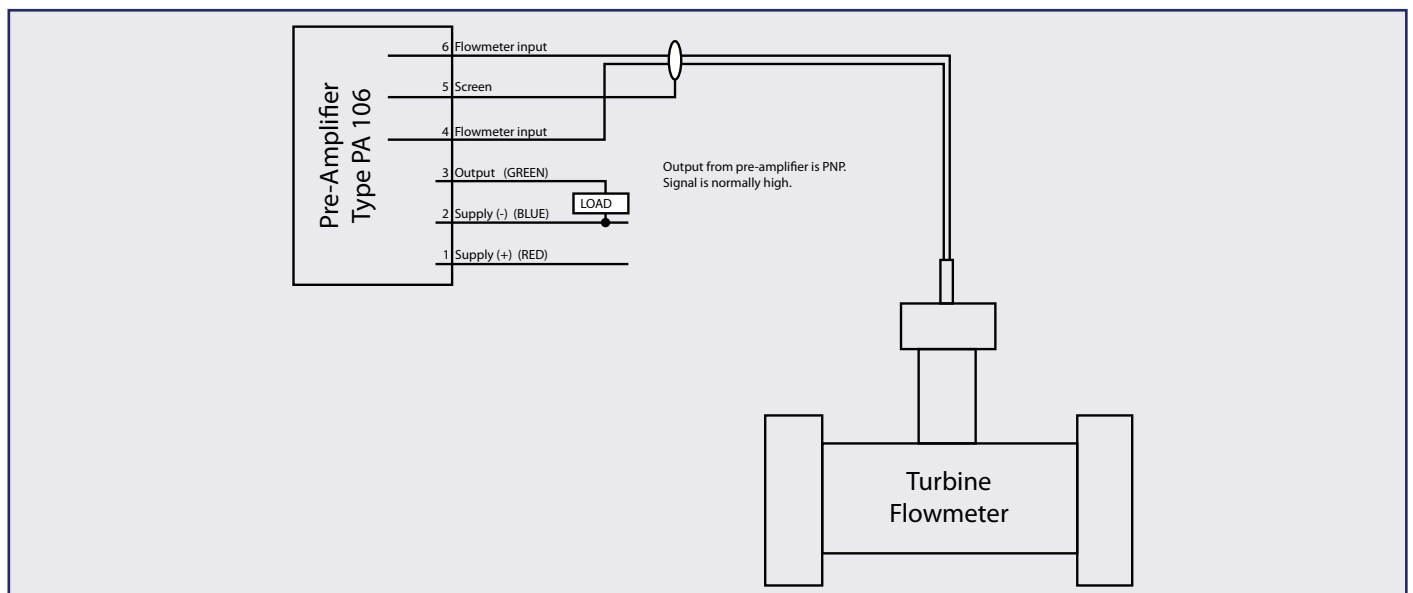 Pre-Amplifier
Type PA 106
6 Flowmeter input
5 Screen
4 Flowmeter input
3 Output (GREEN)
2 Supply (-) (BLUE)
1 Supply (+) (RED)
LOAD
Output from pre-amplifier is PNP.
Signal is normally high.
Turbine
Flowmeter